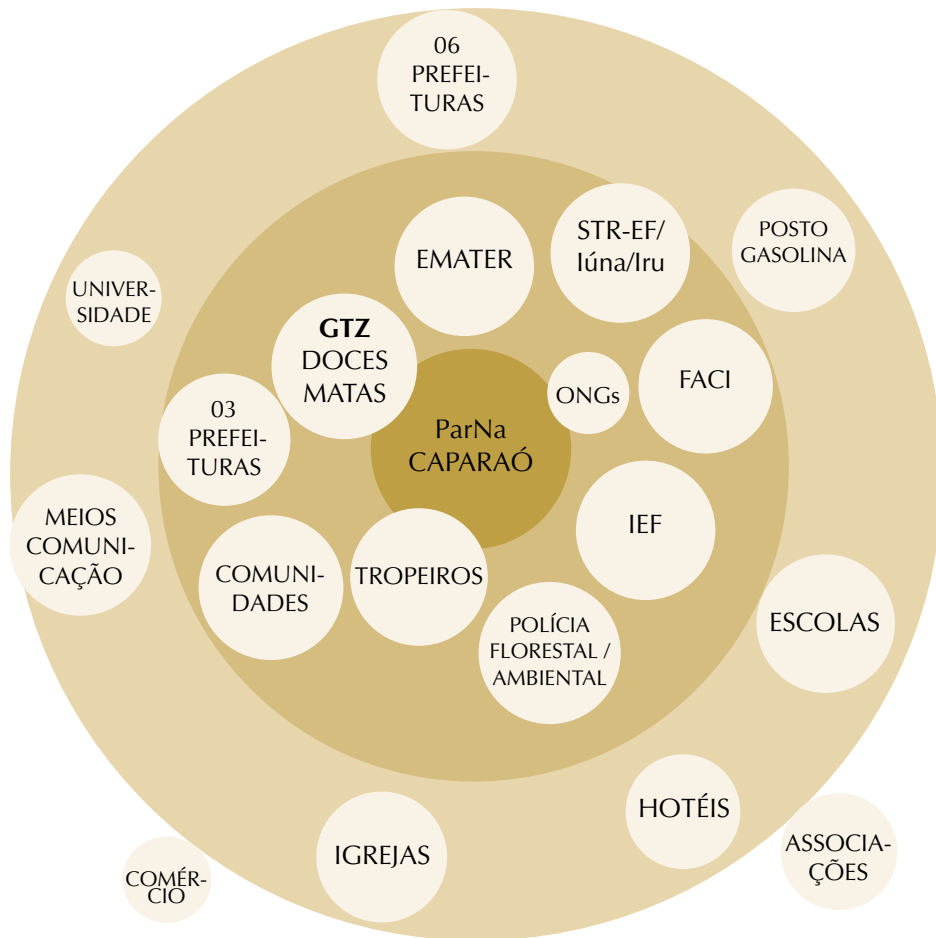 06
PREFEI-
TURAS
STR-EF/
Iúna/Iru
POSTO
GASOLINA
EMATER
UNIVER-
SIDADE
GTZ
DOCES
MATAS
FACI
ONGs
03
PREFEI-
TURAS
ParNa
CAPARAÓ
MEIOS
COMUNI-
CAÇÃO
IEF
COMUNI-
DADES
TROPEIROS
POLÍCIA
FLORESTAL /
AMBIENTAL
ESCOLAS
HOTÉIS
IGREJAS
ASSOCIA-
ÇÕES
COMÉR-
CIO